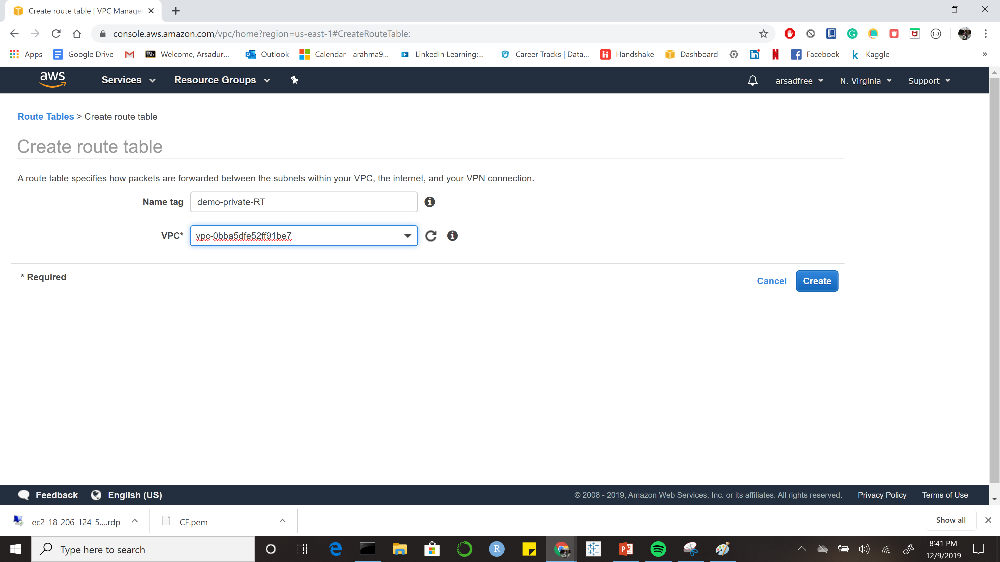 Create route table | VPC Manage
console.aws.amazon.com/vpc/home?region=us-east-1#CreateRouteTable:
Apps Google Drive Bb Welcome, Arsadur... Outlook Calendar - arahma9... LinkedIn Learning:... Career Tracks | Data... Handshake Dashboard Facebook Kaggle »
aws Services Resource Groups arsadfree N. Virginia Support
Route Tables > Create route table
Create route table
A route table specifies how packets are forwarded between the subnets within your VPC, the internet, and your VPN connection.
Name tag demo-private-RT
VPC* vpc-0bba5dfe52ff91be7
* Required
Cancel Create
Feedback English (US) © 2008 - 2019, Amazon Web Services, Inc. or its affiliates. All rights reserved. Privacy Policy Terms of Use
ec2-18-206-124-5....rdp CF.pem Show all
Type here to search
8:41 PM
12/9/2019